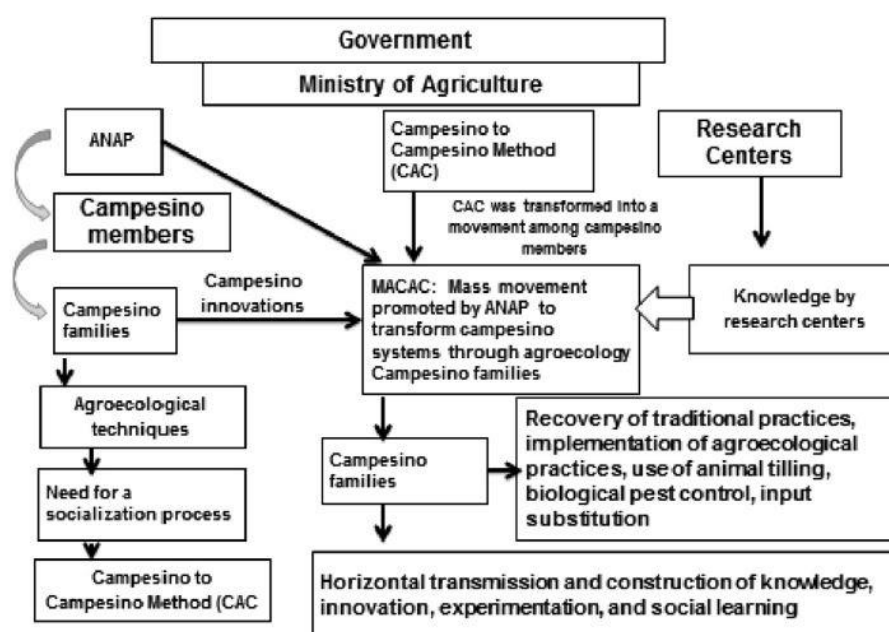 Government
Ministry of Agriculture
ANAP
Campesino to
Campesino Method
(CAC)
Research
Centers
Campesino
members
CAC was transformed into a
movement among campesino
members
Campesino
families
Campesino
innovations
MACAC: Mass movement
promoted by ANAP to
transform campesino
systems through agroecology
Campesino families
Knowledge by
research centers
Agroecological
techniques
Campesino
families
Recovery of traditional practices,
implementation of agroecological
practices, use of animal tilling,
biological pest control, input
substitution
Need for a
socialization process
Campesino to
Campesino Method (CAC
Horizontal transmission and construction of knowledge,
innovation, experimentation, and social learning